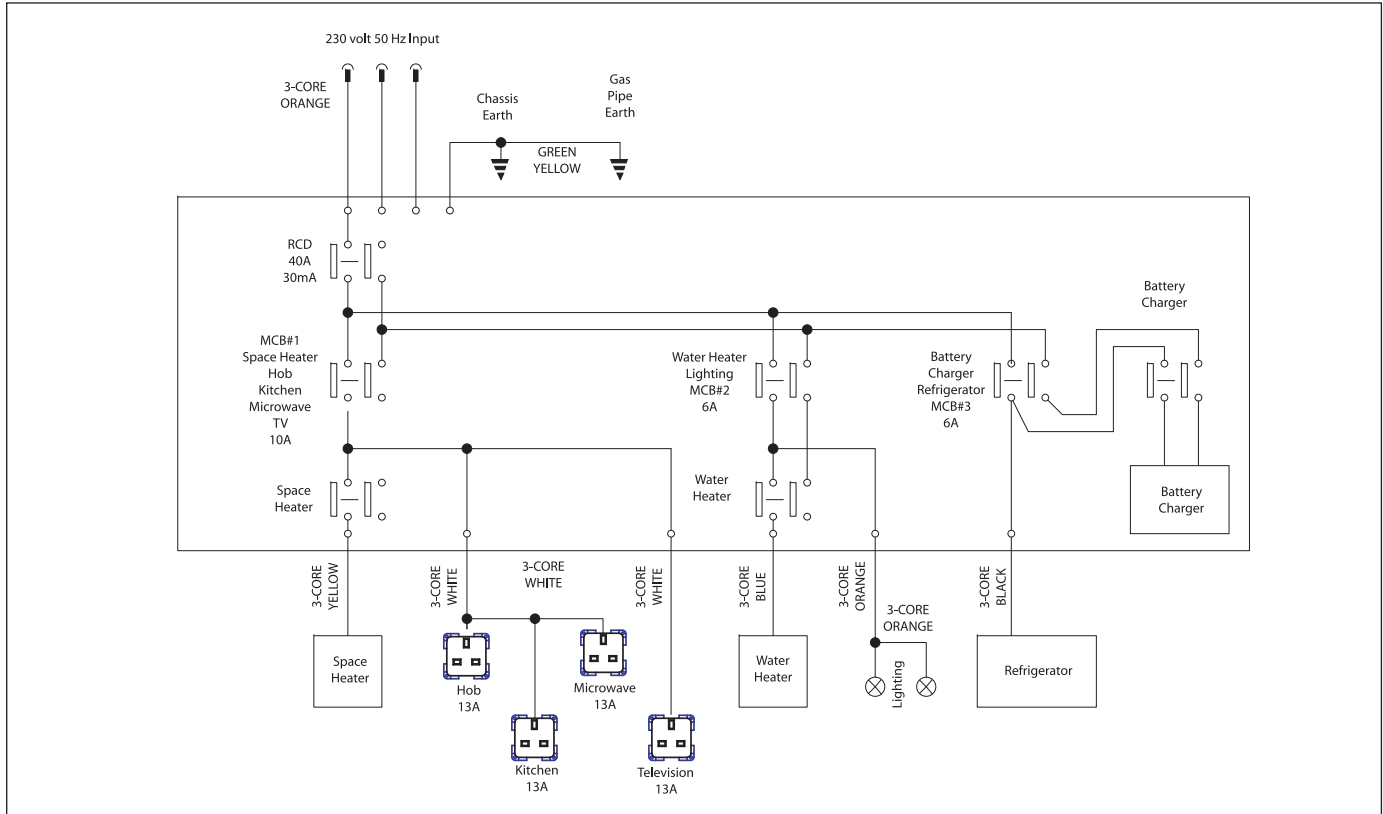 230 volt 50 Hz Input
3-CORE
ORANGE
Chassis
Earth
Gas
Pipe
Earth
GREEN
YELLOW
RCD
40A
30mA
Battery
Charger
MCB#1
Space Heater
Hob
Kitchen
Microwave
TV
10A
Water Heater
Lighting
MCB#2
6A
Battery
Charger
Refrigerator
MCB#3
6A
Space
Heater
Water
Heater
Battery
Charger
3-CORE
YELLOW
3-CORE
WHITE
3-CORE
WHITE
3-CORE
WHITE
3-CORE
BLUE
3-CORE
ORANGE
3-CORE
ORANGE
3-CORE
BLACK
Space
Heater
Hob
13A
Kitchen
13A
Microwave
13A
Television
13A
Water
Heater
Lighting
Refrigerator